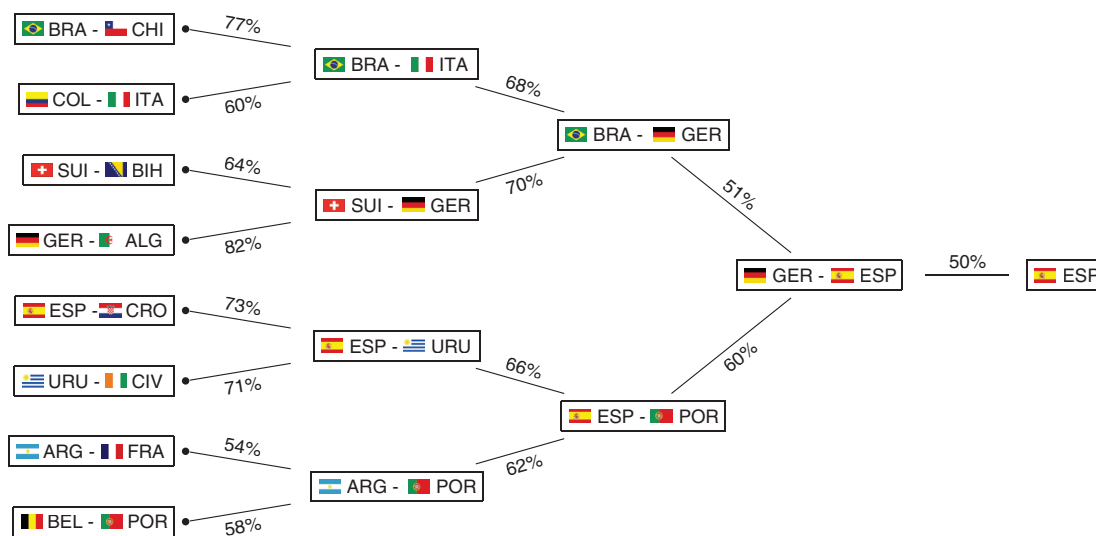 BRA - CHI
77%
COL - ITA
60%
SUI - BIH
64%
GER - ALG
82%
ESP - CRO
73%
URU - CIV
71%
ARG - FRA
54%
BEL - POR
58%
BRA - ITA
68%
SUI - GER
70%
ESP - URU
66%
ARG - POR
62%
BRA - GER
51%
ESP - POR
60%
GER - ESP
50%
ESP